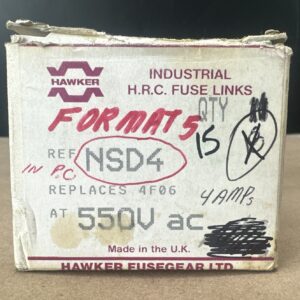 HAWKER
INDUSTRIAL
H.R.C. FUSE LINKS
QTY
FORMAT 5
15
REF NSD4
IN PC
REPLACES 4F06
4 AMPs
AT 550V ac
Made in the U.K.
HAWKER FUSEGEAR LTD.